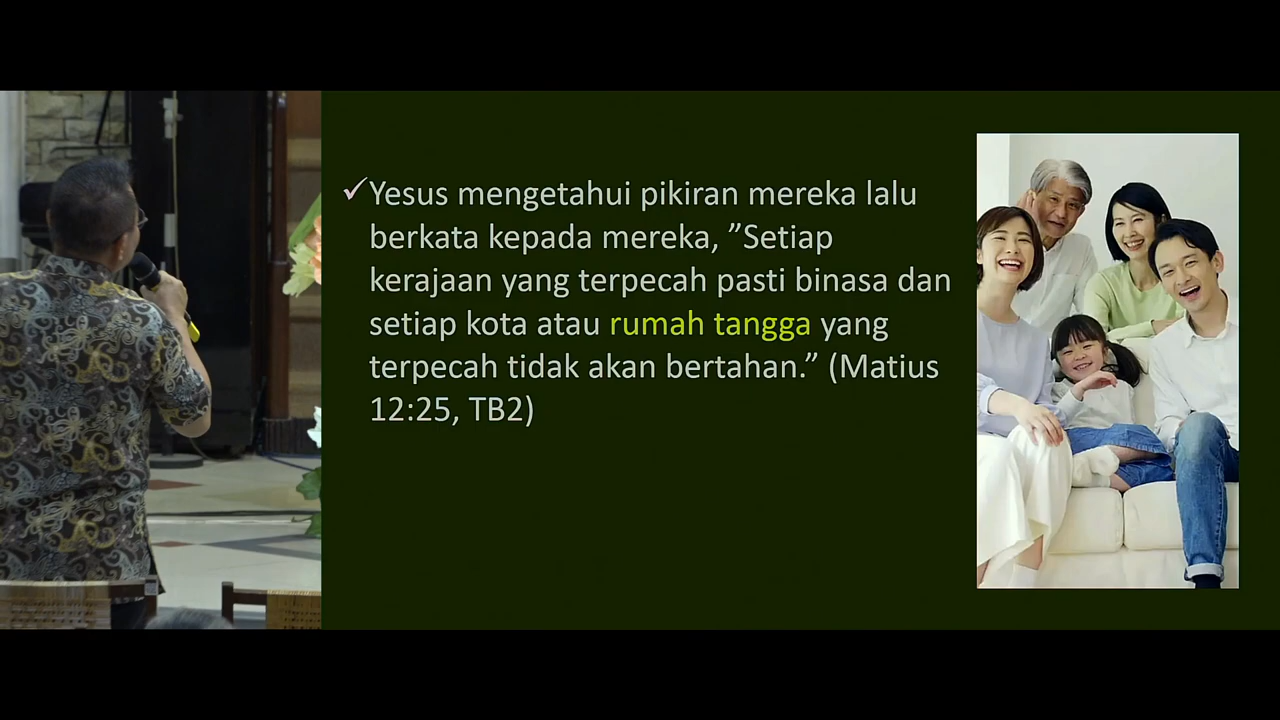 ✓Yesus mengetahui pikiran mereka lalu
berkata kepada mereka, ”Setiap
kerajaan yang terpecah pasti binasa dan
setiap kota atau rumah tangga yang
terpecah tidak akan bertahan.” (Matius
12:25, TB2)